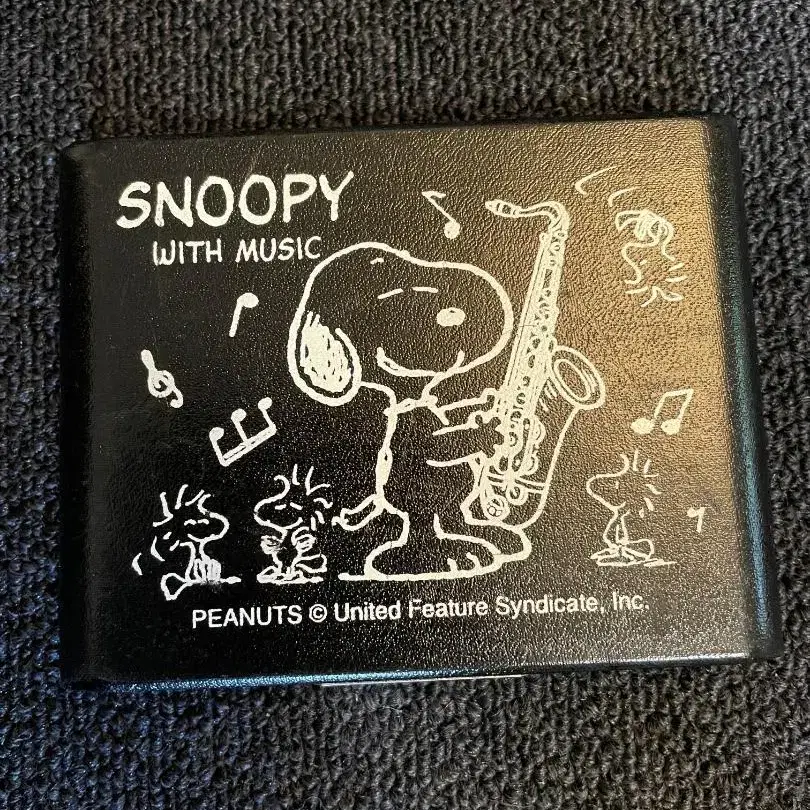 SNOOPY
WITH MUSIC
PEANUTS © United Feature Syndicate, Inc.